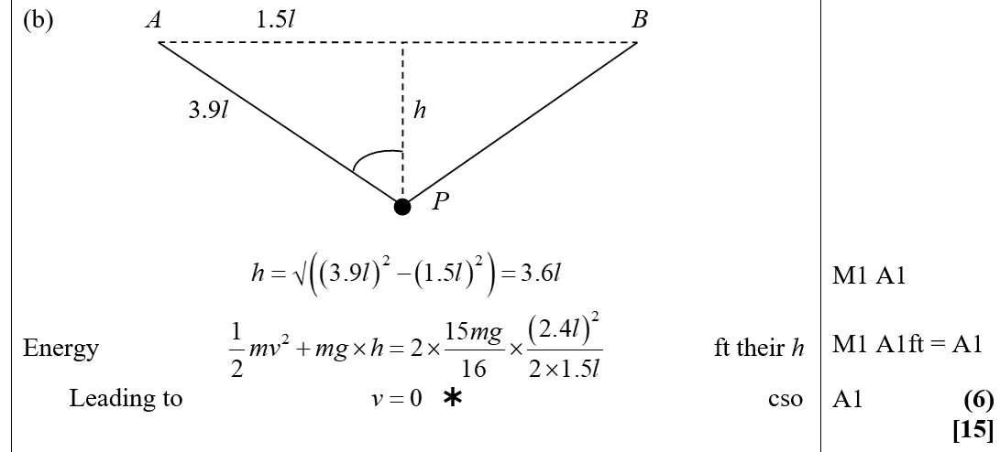 (b) A 1.5l B
3.9l h
P
h = √((3.9l)² − (1.5l)²) = 3.6l M1 A1
Energy 1/2 mv² + mg × h = 2 × 15mg/16 × (2.4l)²/(2 × 1.5l) ft their h M1 A1ft = A1
Leading to v = 0 * cso A1 (6)
[15]